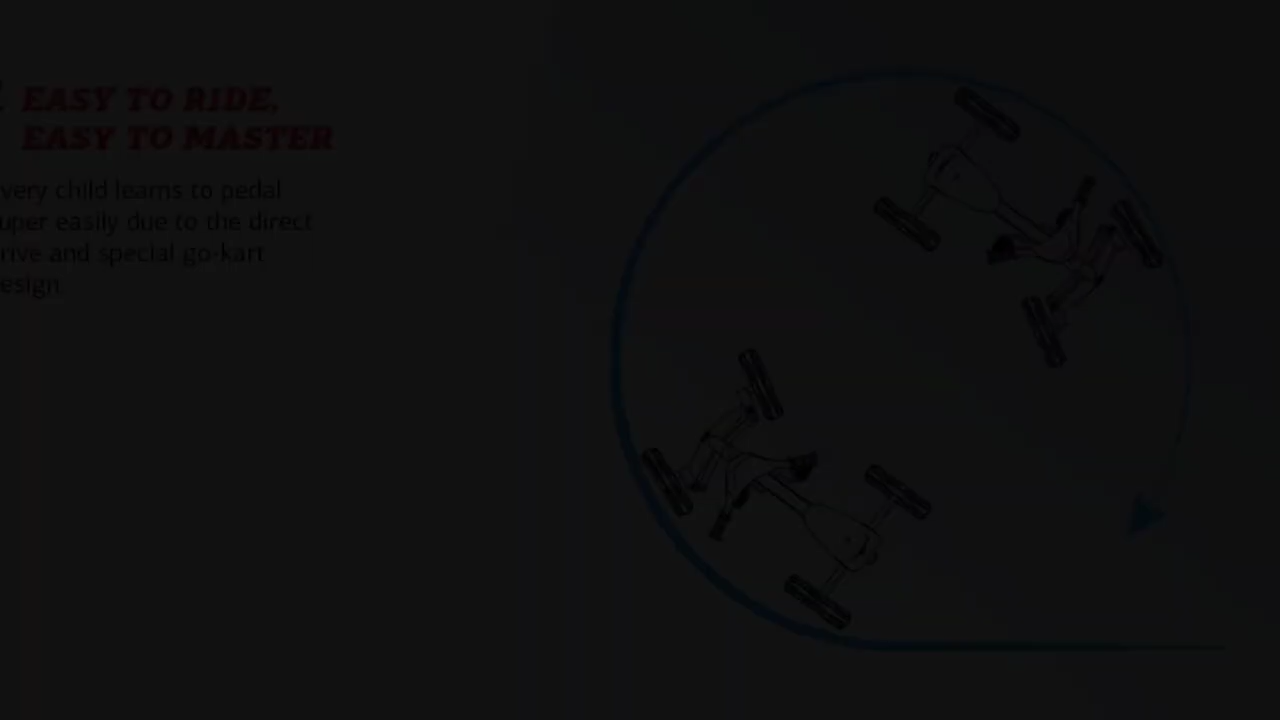 EASY TO RIDE,
EASY TO MASTER
very child learns to pedal
uper easily due to the direct
rive and special go-kart
esign